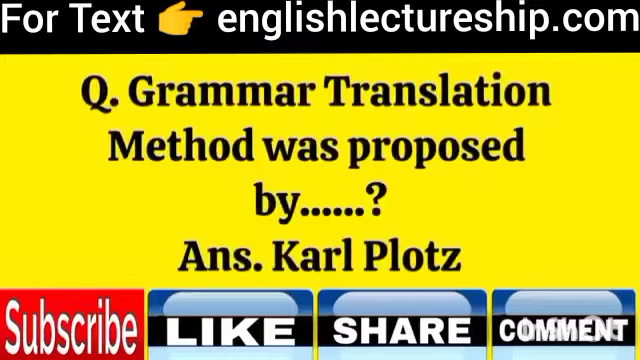 For Text 👉 englishlectureship.com
Q. Grammar Translation
Method was proposed
by......?
Ans. Karl Plotz
Subscribe LIKE SHARE COMMENT